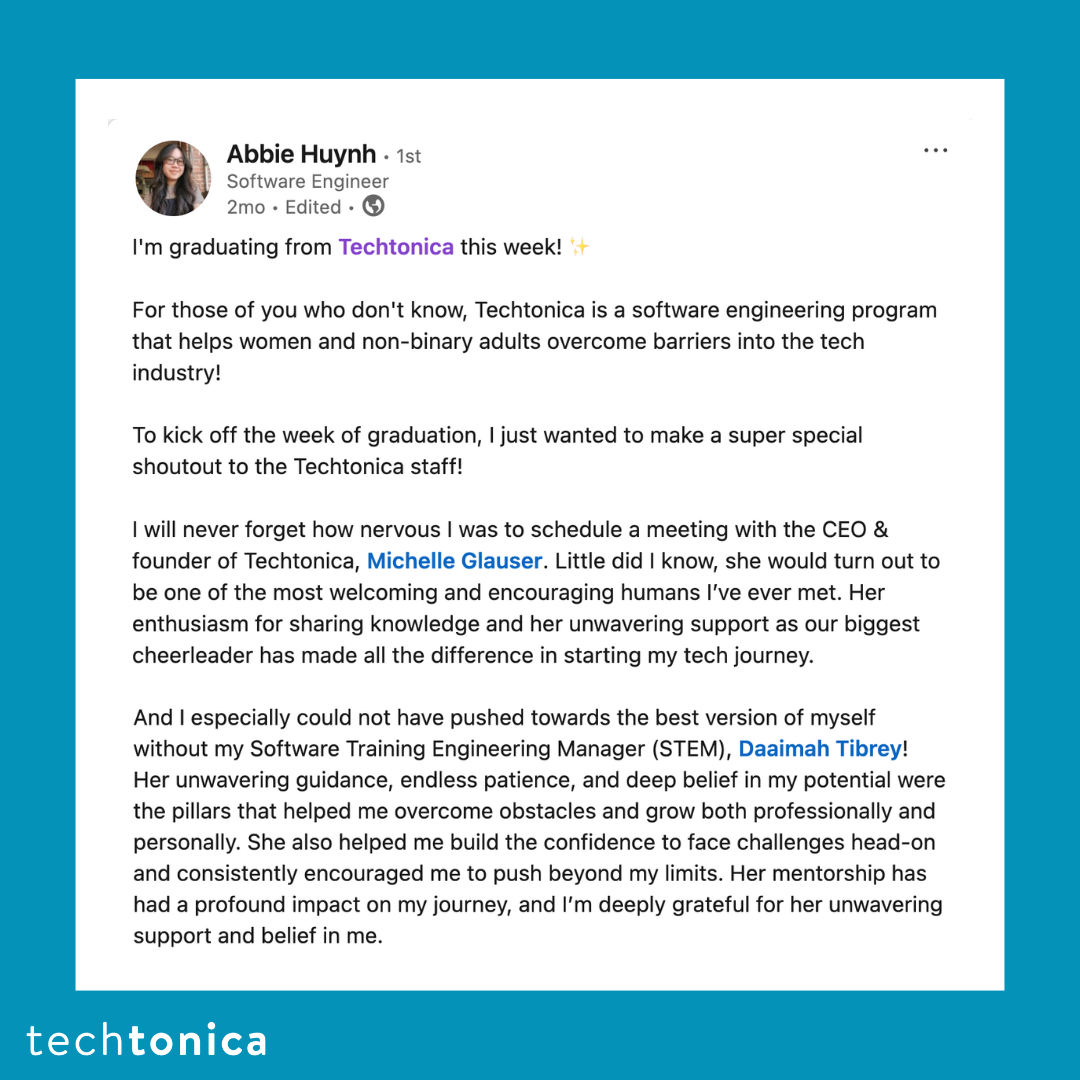 Abbie Huynh • 1st
Software Engineer
2mo • Edited •
I'm graduating from Techtonica this week! ✨
For those of you who don't know, Techtonica is a software engineering program
that helps women and non-binary adults overcome barriers into the tech
industry!
To kick off the week of graduation, I just wanted to make a super special
shoutout to the Techtonica staff!
I will never forget how nervous I was to schedule a meeting with the CEO &
founder of Techtonica, Michelle Glauser. Little did I know, she would turn out to
be one of the most welcoming and encouraging humans I’ve ever met. Her
enthusiasm for sharing knowledge and her unwavering support as our biggest
cheerleader has made all the difference in starting my tech journey.
And I especially could not have pushed towards the best version of myself
without my Software Training Engineering Manager (STEM), Daaimah Tibrey!
Her unwavering guidance, endless patience, and deep belief in my potential were
the pillars that helped me overcome obstacles and grow both professionally and
personally. She also helped me build the confidence to face challenges head-on
and consistently encouraged me to push beyond my limits. Her mentorship has
had a profound impact on my journey, and I’m deeply grateful for her unwavering
support and belief in me.
techtonica